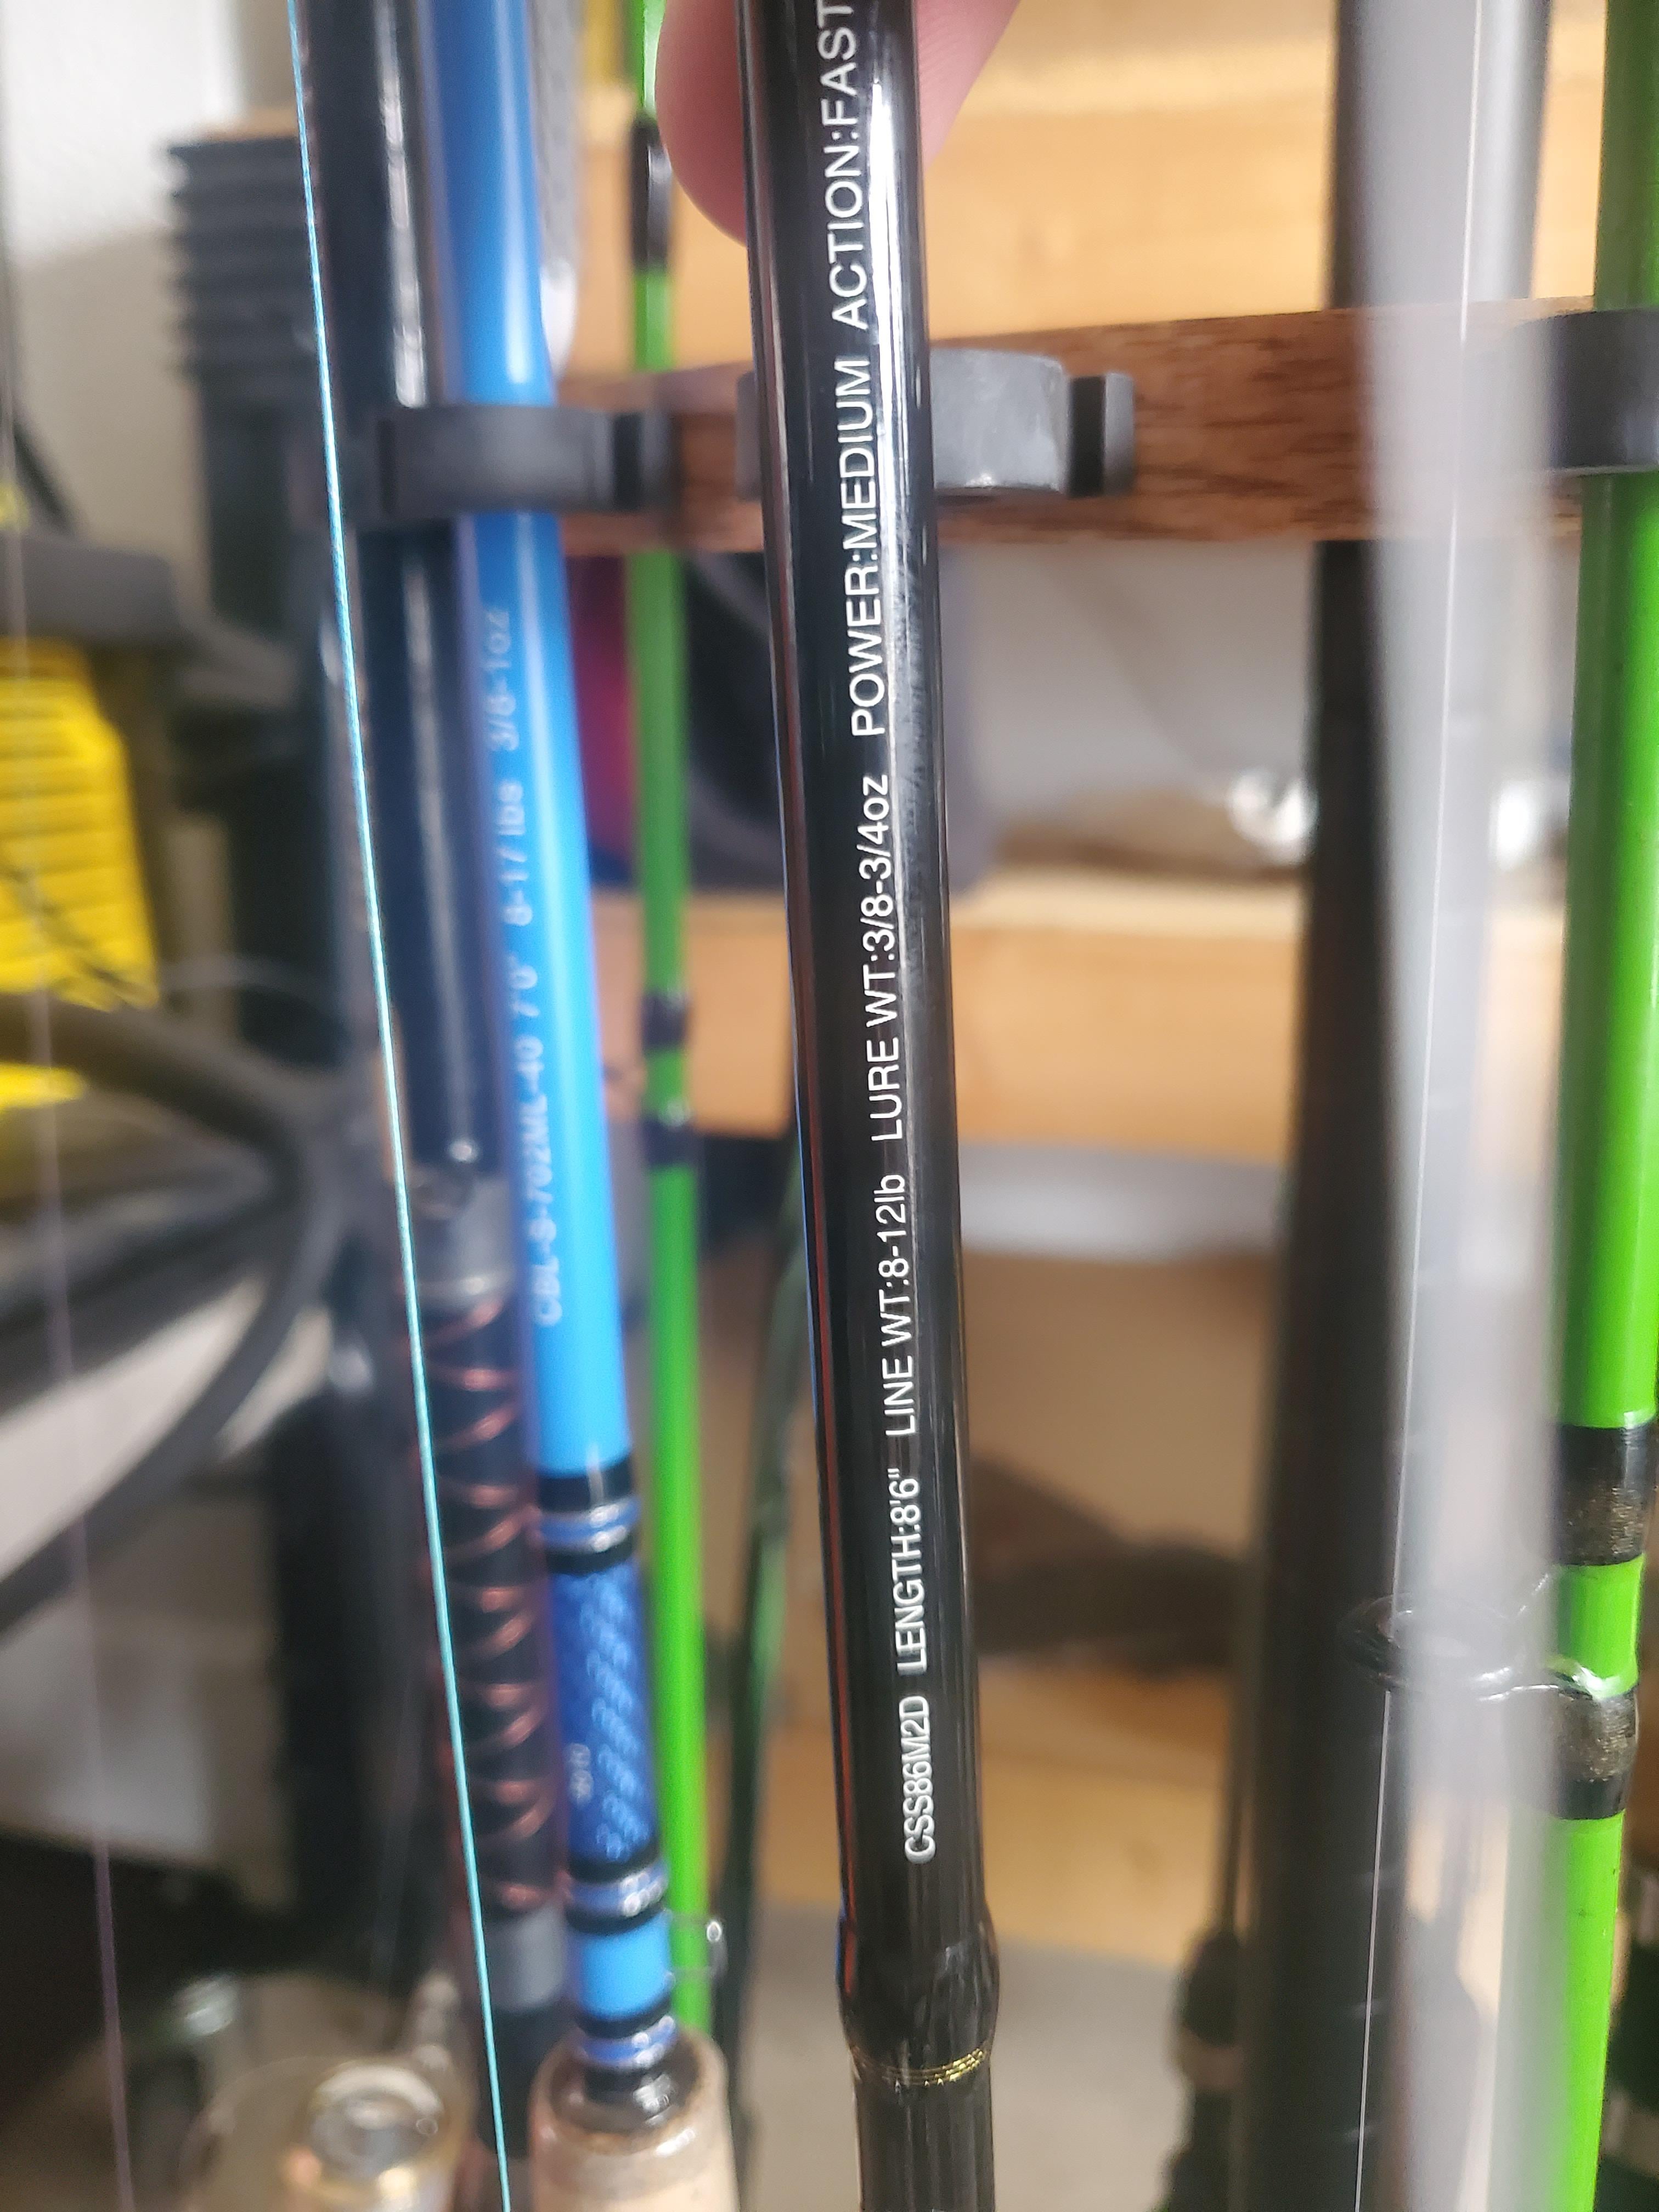 CSS86M2D LENGTH:8'6" LINE WT:8-12lb LURE WT:3/8-3/4oz POWER:MEDIUM ACTION:FAST
CBL-S-702ML-40 7'0" 8-17 lbs 3/8-1oz